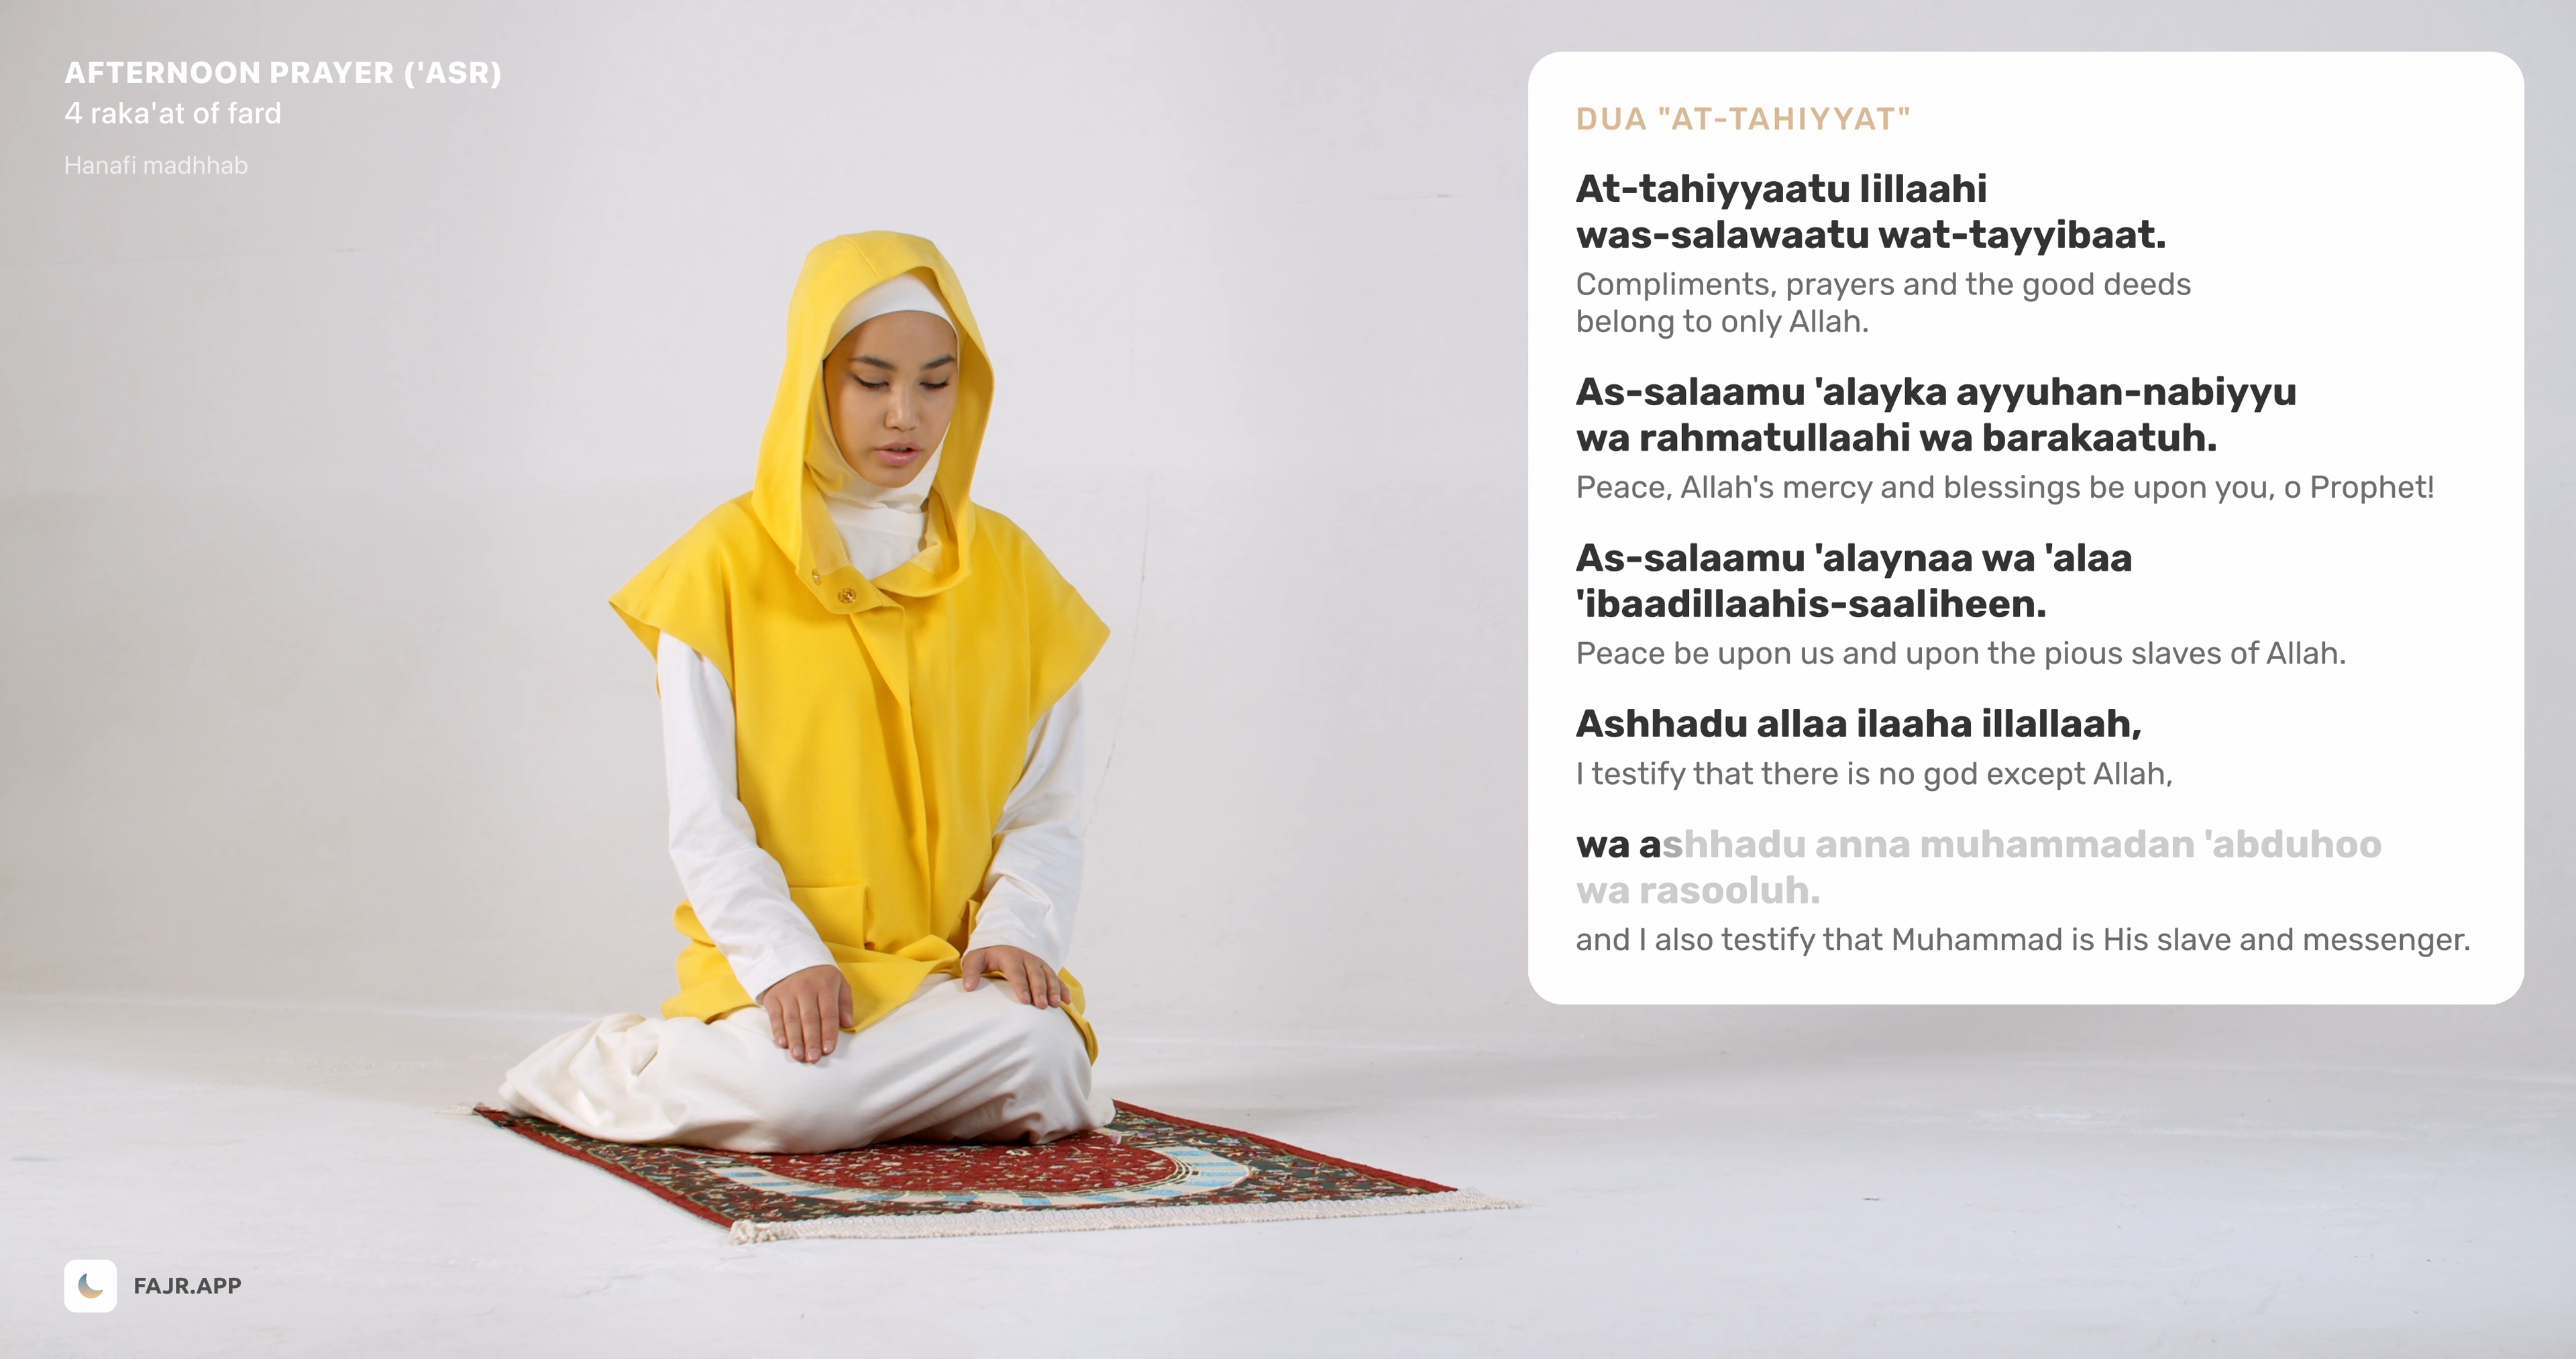 AFTERNOON PRAYER ('ASR)
4 raka'at of fard
Hanafi madhhab
DUA "AT-TAHIYYAT"
At-tahiyyaatu lillaahi
was-salawaatu wat-tayyibaat.
Compliments, prayers and the good deeds
belong to only Allah.
As-salaamu 'alayka ayyuhan-nabiyyu
wa rahmatullaahi wa barakaatuh.
Peace, Allah's mercy and blessings be upon you, o Prophet!
As-salaamu 'alaynaa wa 'alaa
'ibaadillaahis-saaliheen.
Peace be upon us and upon the pious slaves of Allah.
Ashhadu allaa ilaaha illallaah,
I testify that there is no god except Allah,
wa ashhadu anna muhammadan 'abduhoo
wa rasooluh.
and I also testify that Muhammad is His slave and messenger.
FAJR.APP